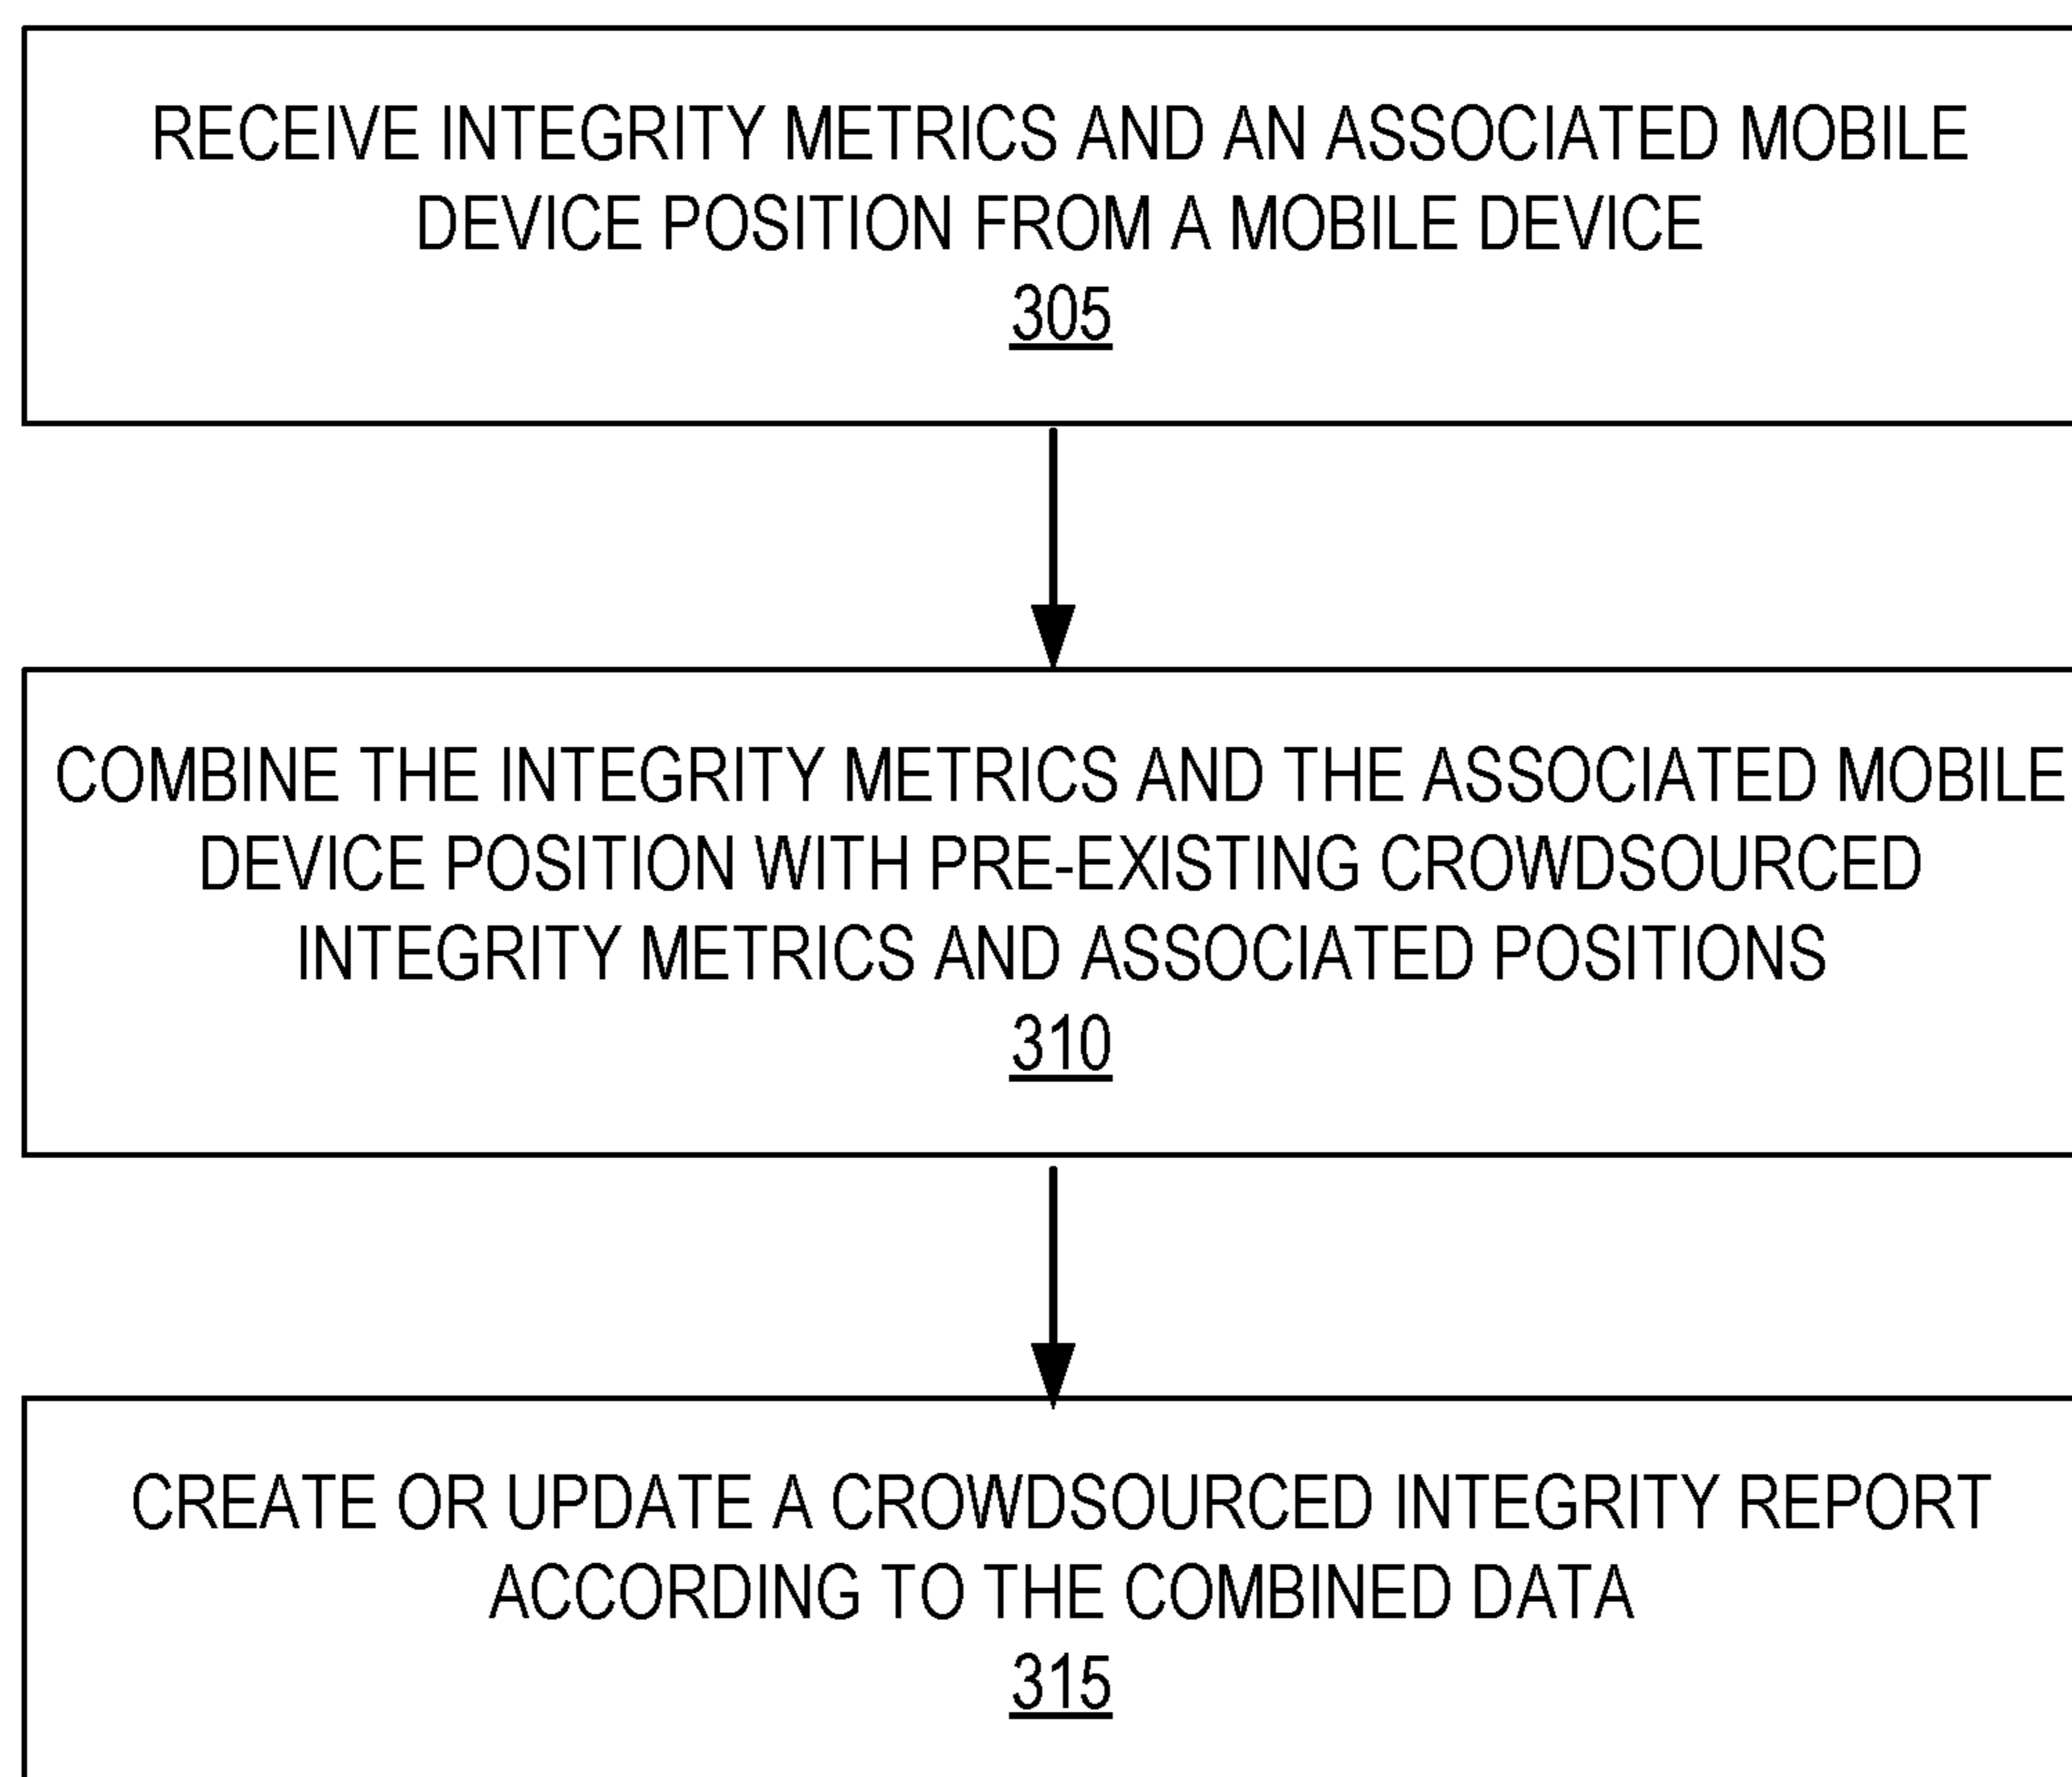 RECEIVE INTEGRITY METRICS AND AN ASSOCIATED MOBILE
DEVICE POSITION FROM A MOBILE DEVICE
305
COMBINE THE INTEGRITY METRICS AND THE ASSOCIATED MOBILE
DEVICE POSITION WITH PRE-EXISTING CROWDSOURCED
INTEGRITY METRICS AND ASSOCIATED POSITIONS
310
CREATE OR UPDATE A CROWDSOURCED INTEGRITY REPORT
ACCORDING TO THE COMBINED DATA
315